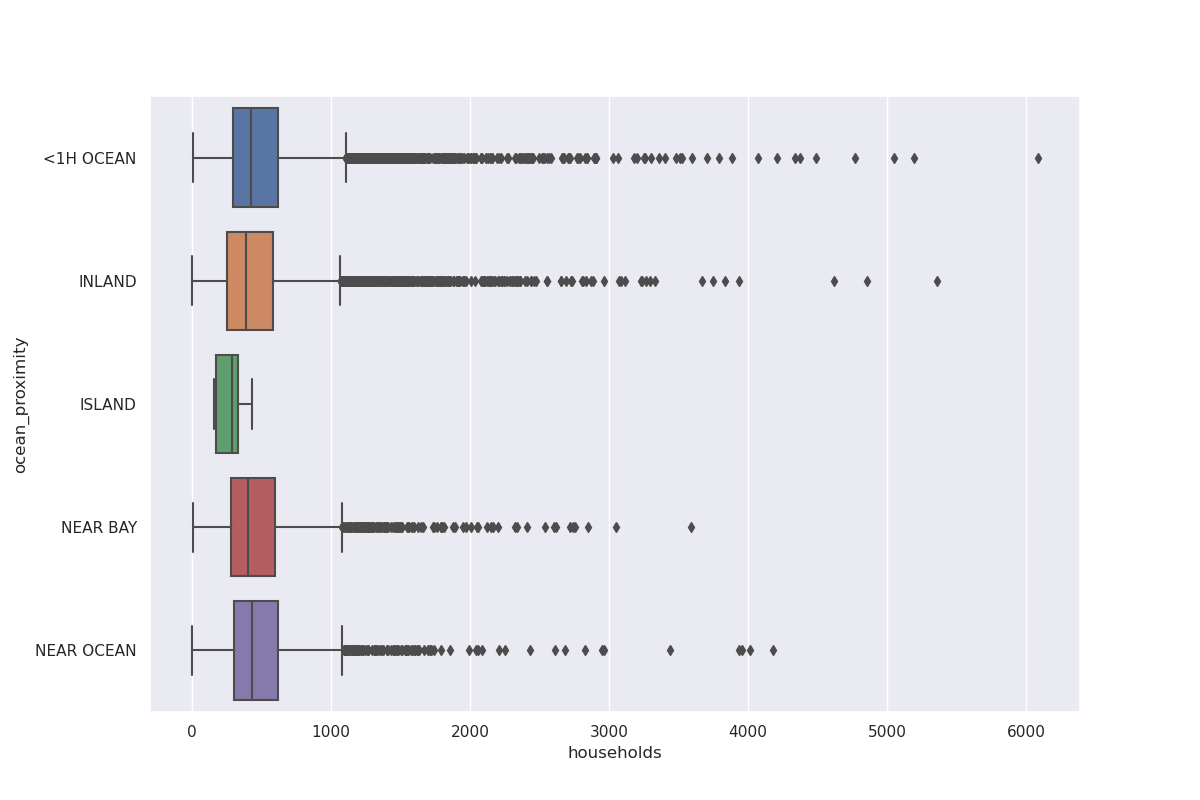 <1H OCEAN
INLAND
ISLAND
NEAR BAY
NEAR OCEAN
ocean_proximity
0 1000 2000 3000 4000 5000 6000
households